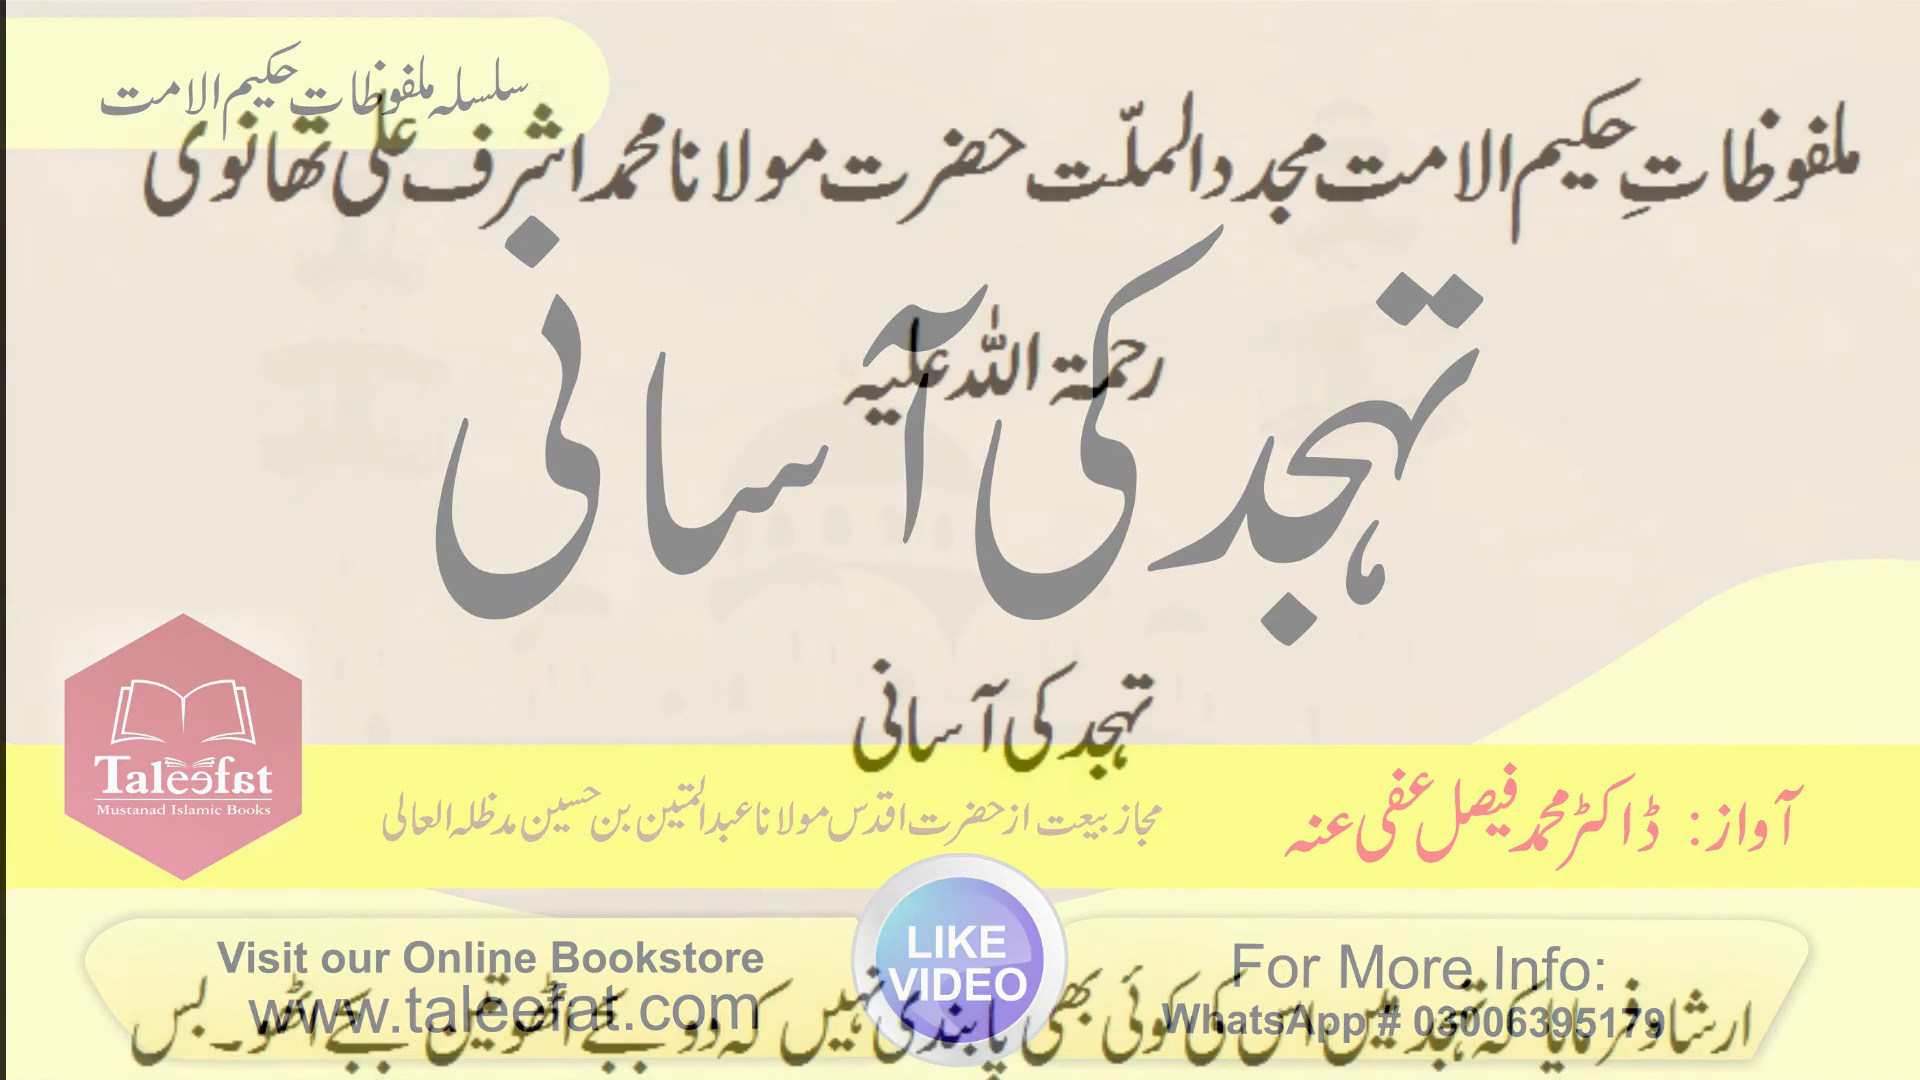 سلسلہ ملفوظات حکیم الامت
ملفوظاتِ حکیم الامت مجدد الملّت حضرت مولانا محمد اشرف علی تھانوی
رحمۃ اللہ علیہ
تہجد کی آسانی
تہجد کی آسانی
آواز: ڈاکٹر محمد فیصل عفی عنہ
مجاز بیعت از حضرت اقدس مولانا عبدالمتین بن حسین مدظلہ العالی
Taleefat
Mustanad Islamic Books
Visit our Online Bookstore
www.taleefat.com
LIKE
VIDEO
For More Info:
WhatsApp # 03006395179
ارشاد فرمایا کہ تہجد میں اس کی کوئی بھی پابندی نہیں کہ دو بجے اٹھو تین بجے اٹھو۔ بس